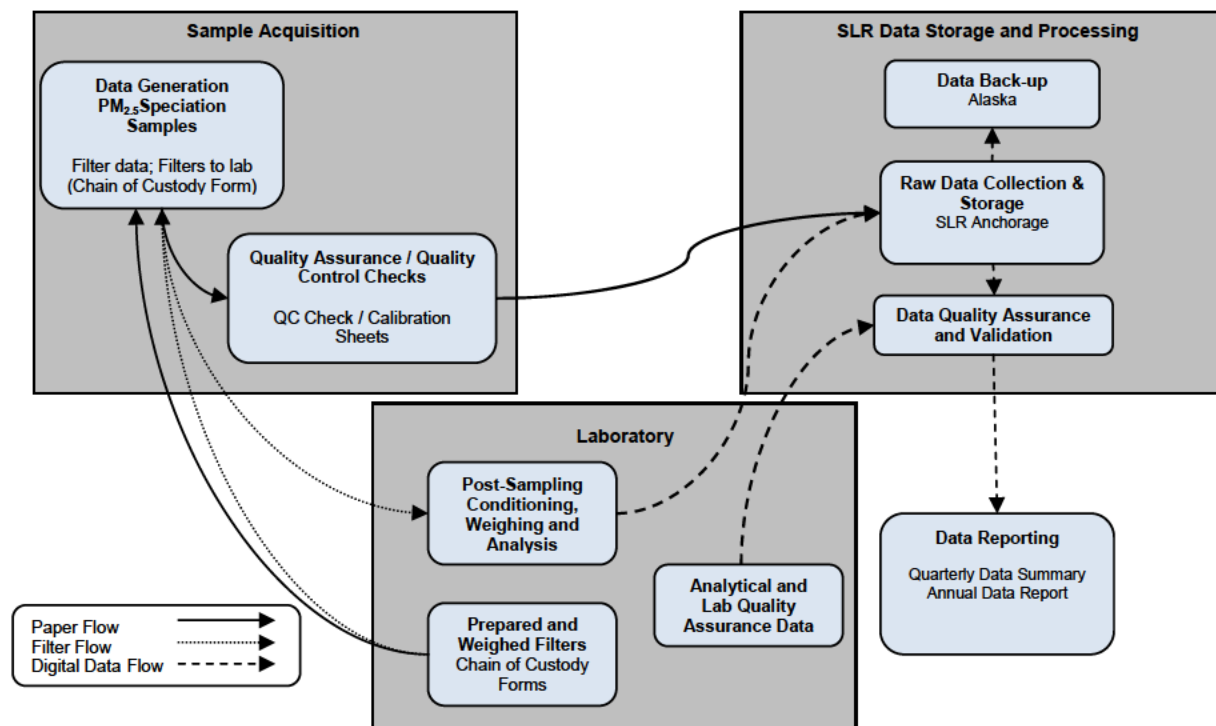 Sample Acquisition
Data Generation
PM2.5Speciation
Samples
Filter data; Filters to lab
(Chain of Custody Form)
Quality Assurance / Quality
Control Checks
QC Check / Calibration
Sheets
SLR Data Storage and Processing
Data Back-up
Alaska
Raw Data Collection &
Storage
SLR Anchorage
Data Quality Assurance
and Validation
Laboratory
Post-Sampling
Conditioning,
Weighing and
Analysis
Analytical and
Lab Quality
Assurance Data
Prepared and
Weighed Filters
Chain of Custody
Forms
Data Reporting
Quarterly Data Summary
Annual Data Report
Paper Flow
Filter Flow
Digital Data Flow